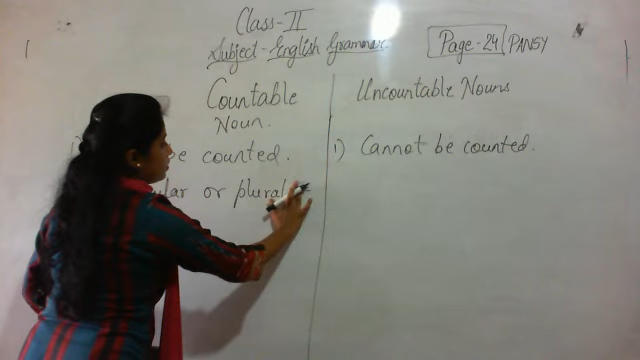 Class-II
Subject - English Grammar
Page-24 PANSY
Countable
Noun.
Uncountable Nouns
counted.
1) Cannot be counted.
or plural